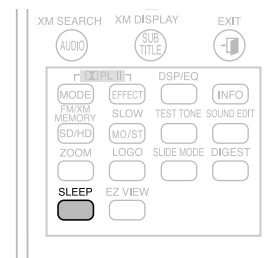 XM SEARCH XM DISPLAY EXIT
AUDIO SUB TITLE
PL II DSP/EQ
MODE EFFECT INFO
FM/XM MEMORY SLOW TEST TONE SOUND EDIT
SD/HD MO/ST
ZOOM LOGO SLIDE MODE DIGEST
SLEEP EZ VIEW